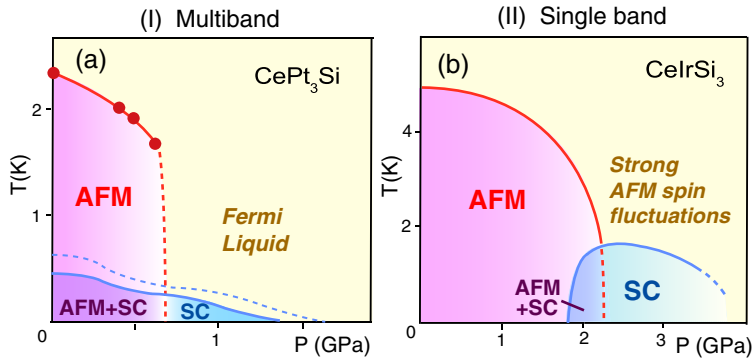 (I) Multiband
(II) Single band
(a)
CePt3Si
2
1
0
T(K)
AFM
Fermi
Liquid
AFM+SC
SC
1
P (GPa)
(b)
CeIrSi3
4
2
0
T(K)
AFM
Strong
AFM spin
fluctuations
AFM
+SC
SC
1
2
3
P (GPa)